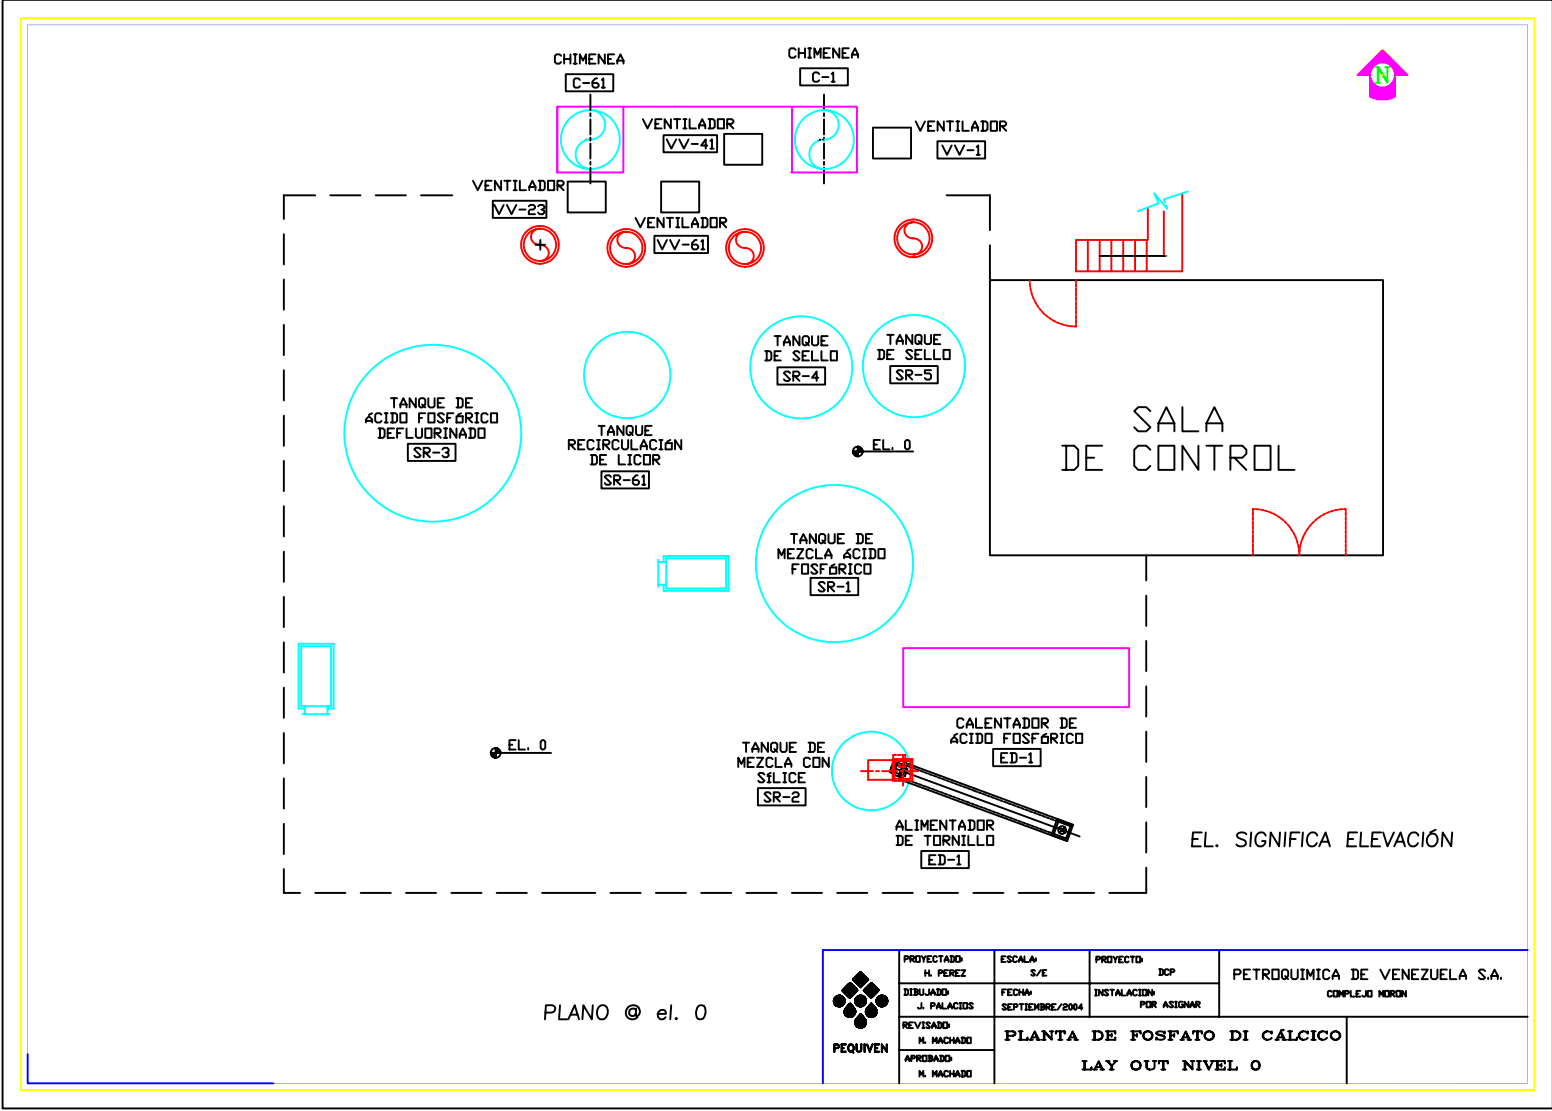 CHIMENEA
C-61
CHIMENEA
C-1
N
VENTILADOR
VV-41
VENTILADOR
VV-1
VENTILADOR
VV-23
VENTILADOR
VV-61
TANQUE DE
ÁCIDO FOSFÓRICO
DEFLUORINADO
SR-3
TANQUE
RECIRCULACIÓN
DE LICOR
SR-61
TANQUE
DE SELLO
SR-4
TANQUE
DE SELLO
SR-5
EL. 0
SALA
DE CONTROL
TANQUE DE
MEZCLA ÁCIDO
FOSFÓRICO
SR-1
CALENTADOR DE
ÁCIDO FOSFÓRICO
ED-1
EL. 0
TANQUE DE
MEZCLA CON
SÍLICE
SR-2
ALIMENTADOR
DE TORNILLO
ED-1
EL. SIGNIFICA ELEVACIÓN
PLANO @ el. 0
PEQUIVEN
PROYECTADO:
H. PEREZ
DIBUJADO:
J. PALACIOS
REVISADO:
M. MACHADO
APROBADO:
M. MACHADO
ESCALA:
S/E
FECHA:
SEPTIEMBRE/2004
PROYECTO:
DCP
INSTALACION:
POR ASIGNAR
PETROQUIMICA DE VENEZUELA S.A.
COMPLEJO MORON
PLANTA DE FOSFATO DI CÁLCICO
LAY OUT NIVEL 0